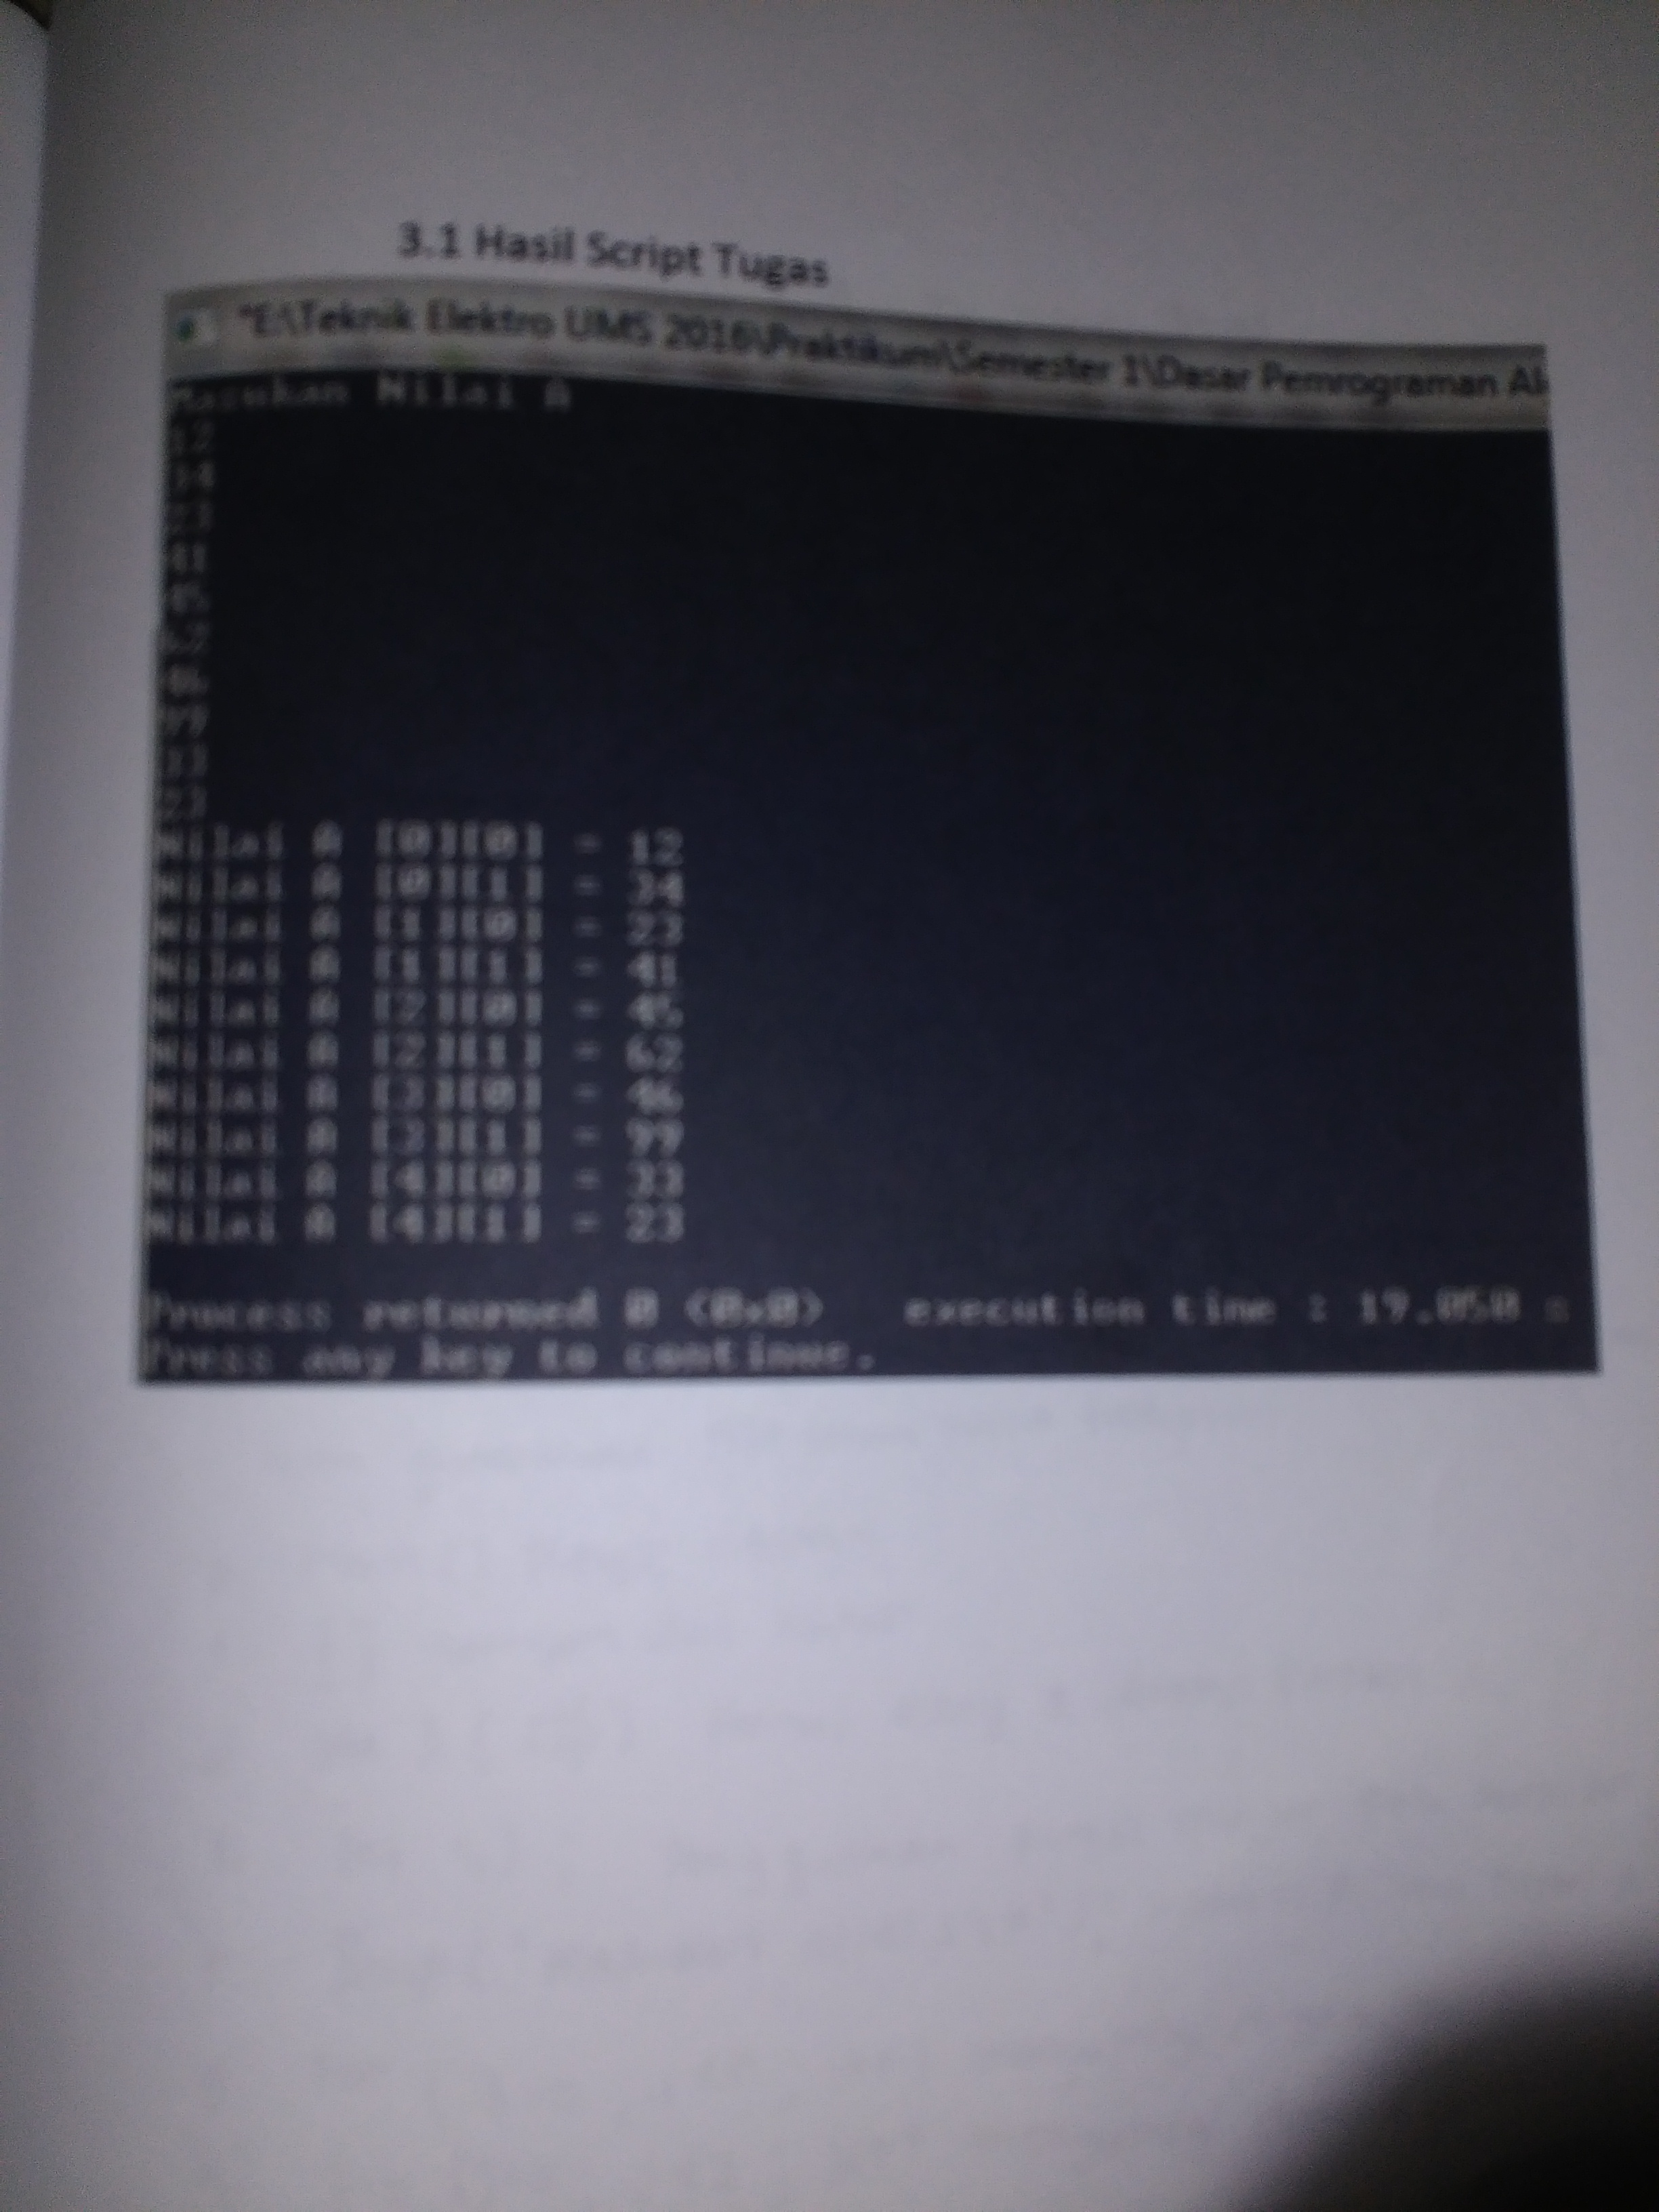 3.1 Hasil Script Tugas
"E:\Teknik Elektro UMS 2016\Praktikum\Semester 1\Dasar Pemrograman Al
Masukan Nilai A
12
34
23
41
45
62
99
33
23
Nilai A [0][0] = 12
Nilai A [0][1] = 34
Nilai A [1][0] = 23
Nilai A [1][1] = 41
Nilai A [2][0] = 45
Nilai A [2][1] = 62
Nilai A [3][0] =
Nilai A [3][1] = 99
Nilai A [4][0] = 33
Nilai A [4][1] = 23
Process returned 0 (0x0) execution time : 19.050 s
Press any key to continue.